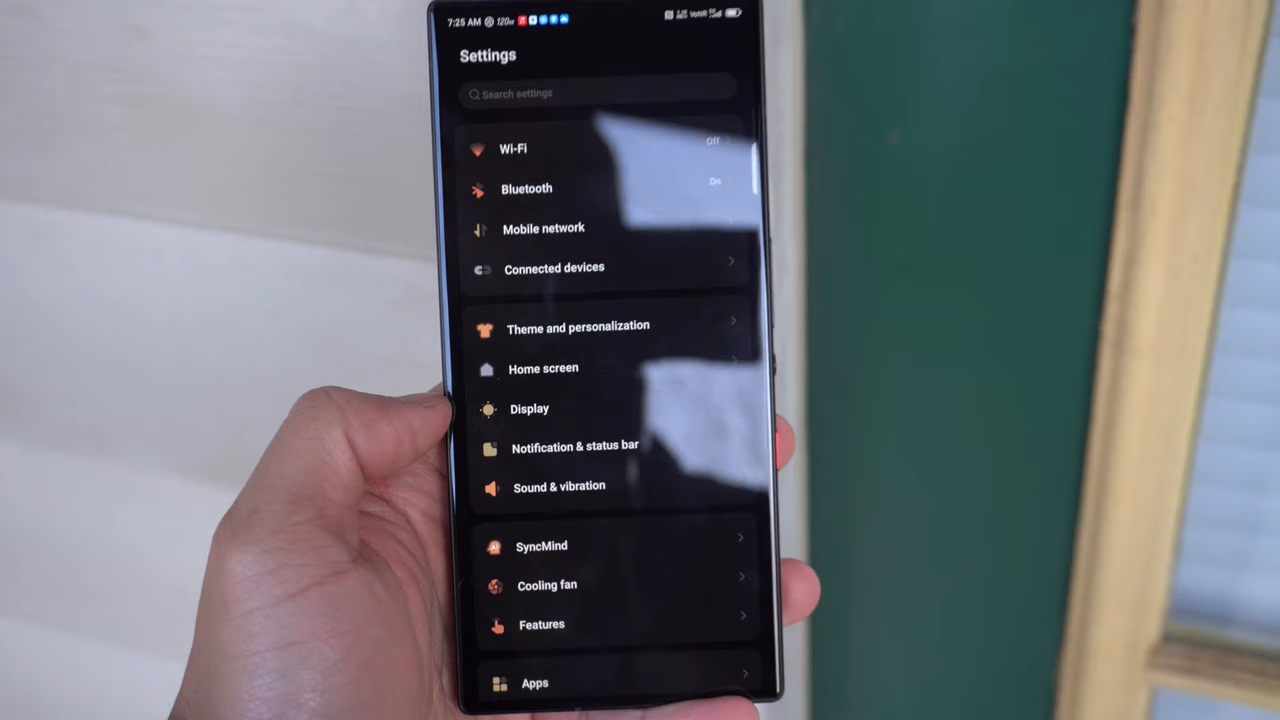 7:25 AM 120Hz
Settings
Search settings
Wi-Fi Off
Bluetooth On
Mobile network
Connected devices
Theme and personalization
Home screen
Display
Notification & status bar
Sound & vibration
SyncMind
Cooling fan
Features
Apps